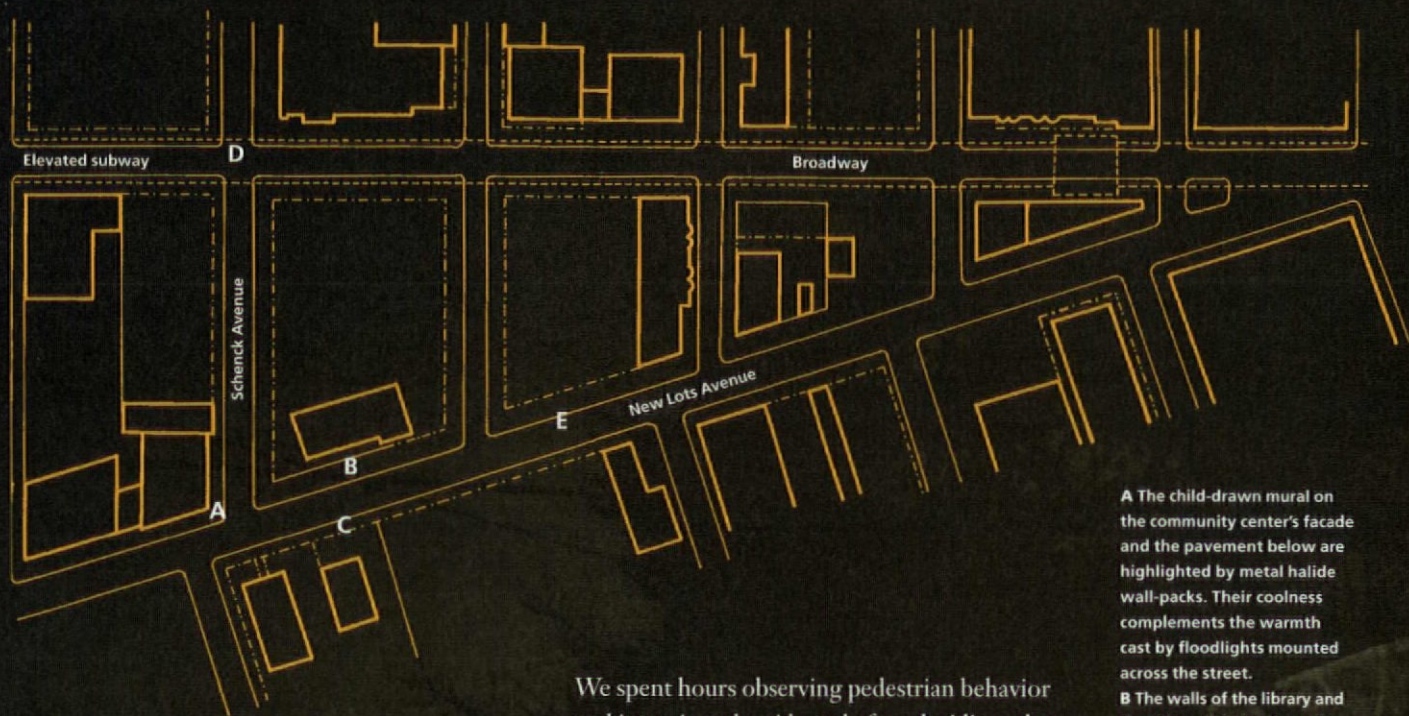 Elevated subway
D
Broadway
Schenck Avenue
New Lots Avenue
E
B
A
C
A The child-drawn mural on
the community center's facade
and the pavement below are
highlighted by metal halide
wall-packs. Their coolness
complements the warmth
cast by floodlights mounted
across the street.
B The walls of the library and
We spent hours observing pedestrian behavior